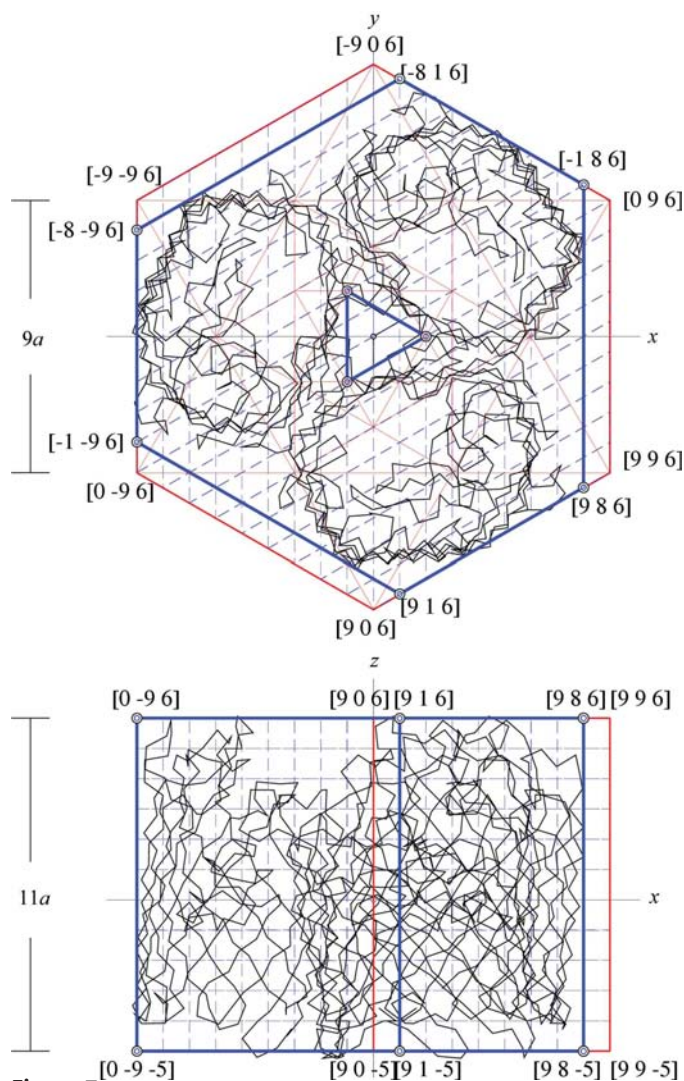 y
[-9 0 6]
[-8 1 6]
[-9 -9 6]
[-1 8 6]
[0 9 6]
[-8 -9 6]
9a
x
[-1 -9 6]
[0 -9 6]
[9 9 6]
[9 8 6]
[9 1 6]
[9 0 6]
z
[0 -9 6]
[9 0 6]
[9 1 6]
[9 8 6]
[9 9 6]
11a
x
[0 -9 -5]
[9 0 -5]
[9 1 -5]
[9 8 -5]
[9 9 -5]